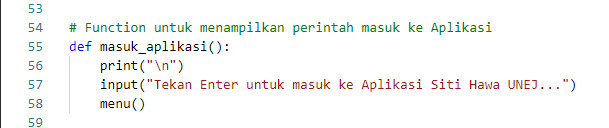 53
54 # Function untuk menampilkan perintah masuk ke Aplikasi
55 def masuk_aplikasi():
56     print("\n")
57     input("Tekan Enter untuk masuk ke Aplikasi Siti Hawa UNEJ...")
58     menu()
59